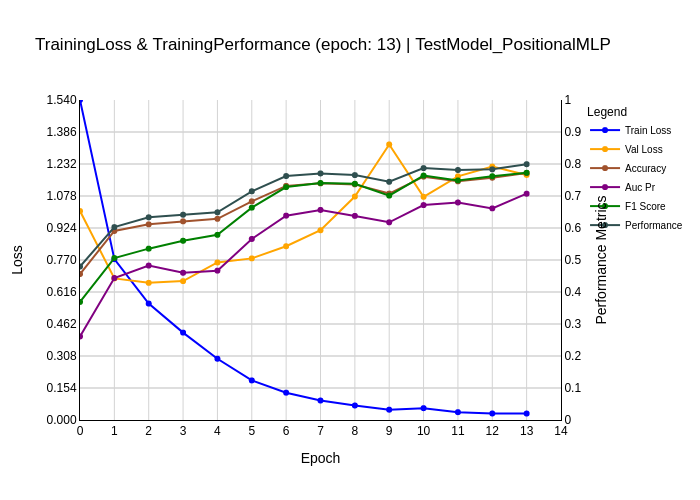 TrainingLoss & TrainingPerformance (epoch: 13) | TestModel_PositionalMLP
Legend
Train Loss
Val Loss
Accuracy
Auc Pr
F1 Score
Performance
Loss
1.540
1.386
1.232
1.078
0.924
0.770
0.616
0.462
0.308
0.154
0.000
1
0.9
0.8
0.7
0.6
0.5
0.4
0.3
0.2
0.1
0
Performance Metrics
0 1 2 3 4 5 6 7 8 9 10 11 12 13 14
Epoch